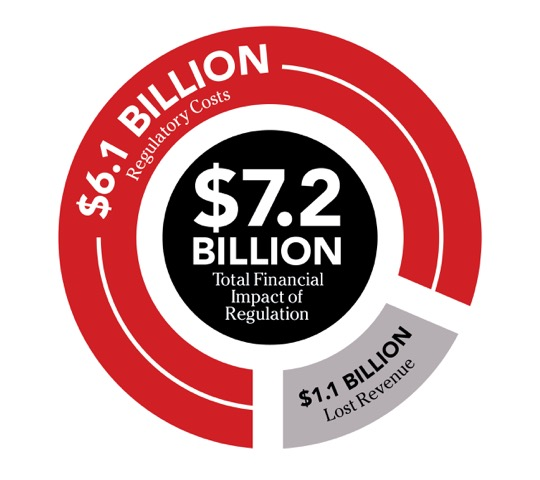 $6.1 BILLION
Regulatory Costs
$7.2
BILLION
Total Financial
Impact of
Regulation
$1.1 BILLION
Lost Revenue